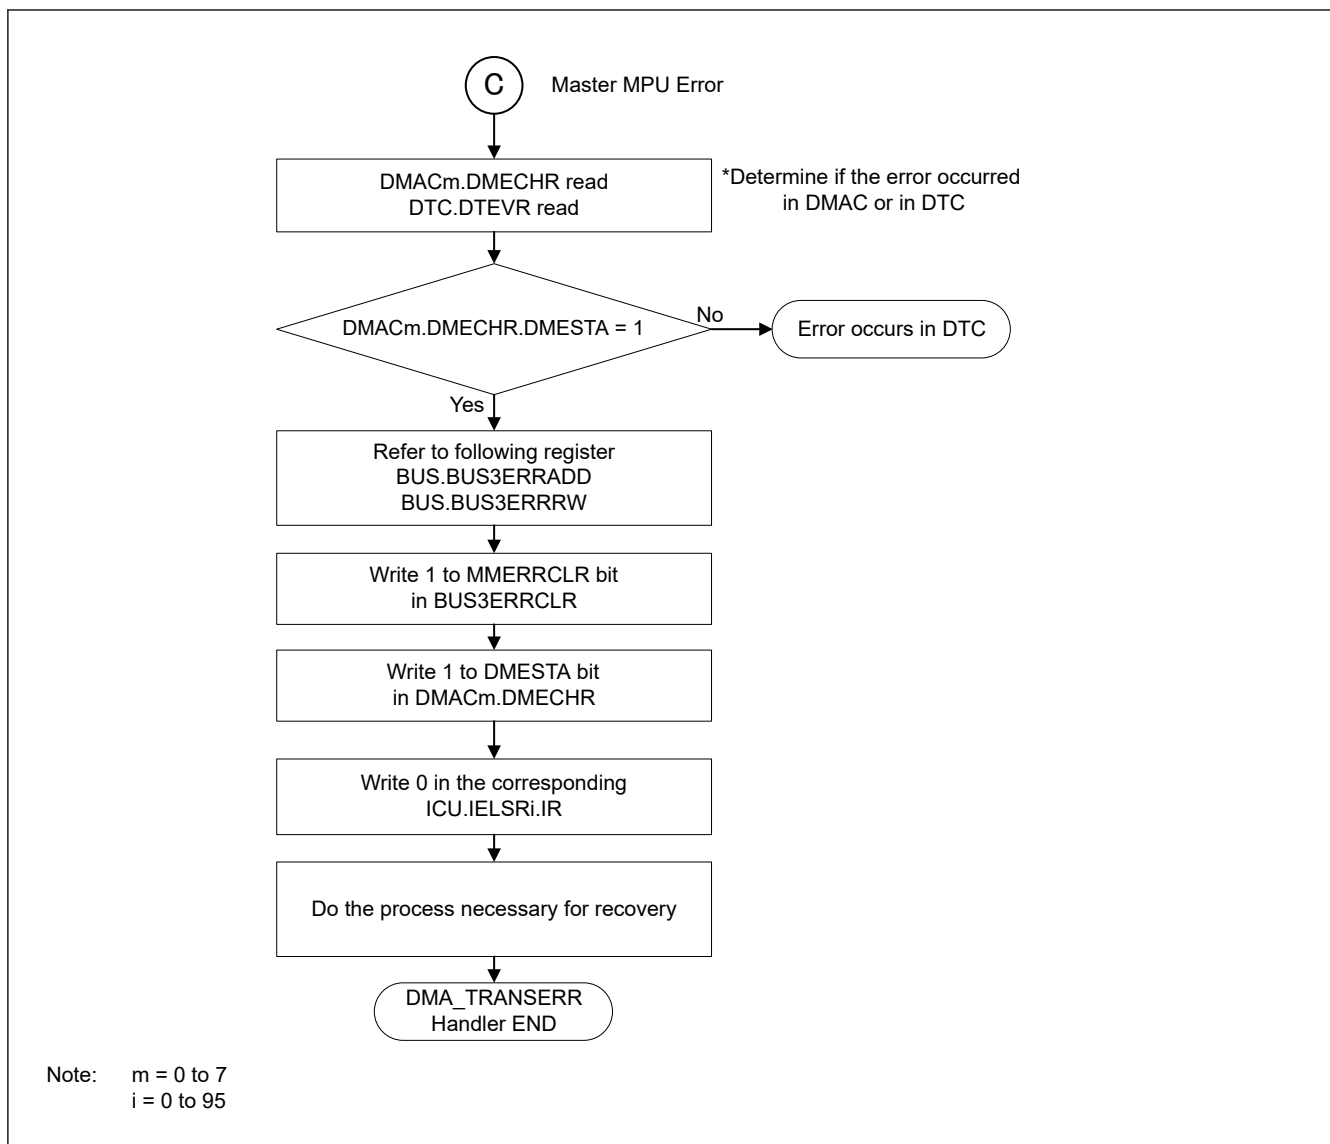 C
Master MPU Error
DMACm.DMECHR read
DTC.DTEVR read
*Determine if the error occurred
in DMAC or in DTC
DMACm.DMECHR.DMESTA = 1
No
Error occurs in DTC
Yes
Refer to following register
BUS.BUS3ERRADD
BUS.BUS3ERRRW
Write 1 to MMERRCLR bit
in BUS3ERRCLR
Write 1 to DMESTA bit
in DMACm.DMECHR
Write 0 in the corresponding
ICU.IELSRi.IR
Do the process necessary for recovery
DMA_TRANSERR
Handler END
Note: m = 0 to 7
i = 0 to 95